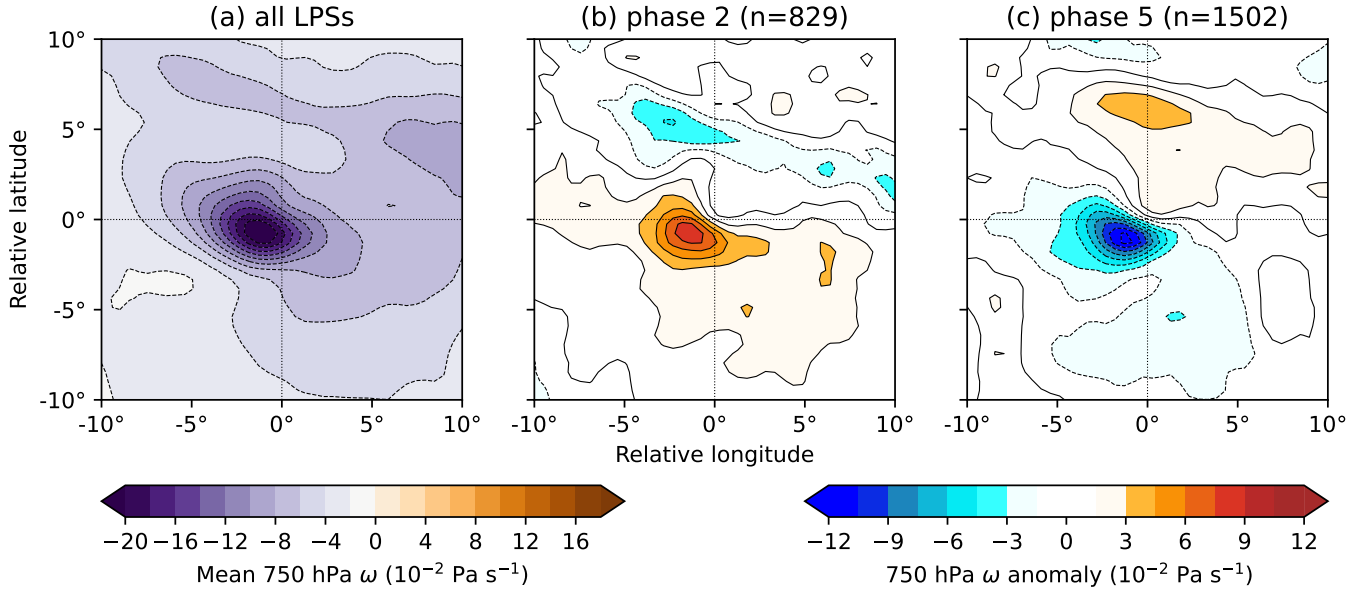 (a) all LPSs
(b) phase 2 (n=829)
(c) phase 5 (n=1502)
10°
5°
0°
-5°
-10°
Relative latitude
-10° -5° 0° 5° 10°
-10° -5° 0° 5° 10°
-10° -5° 0° 5° 10°
Relative longitude
−20 −16 −12 −8 −4 0 4 8 12 16
Mean 750 hPa ω (10⁻² Pa s⁻¹)
−12 −9 −6 −3 0 3 6 9 12
750 hPa ω anomaly (10⁻² Pa s⁻¹)